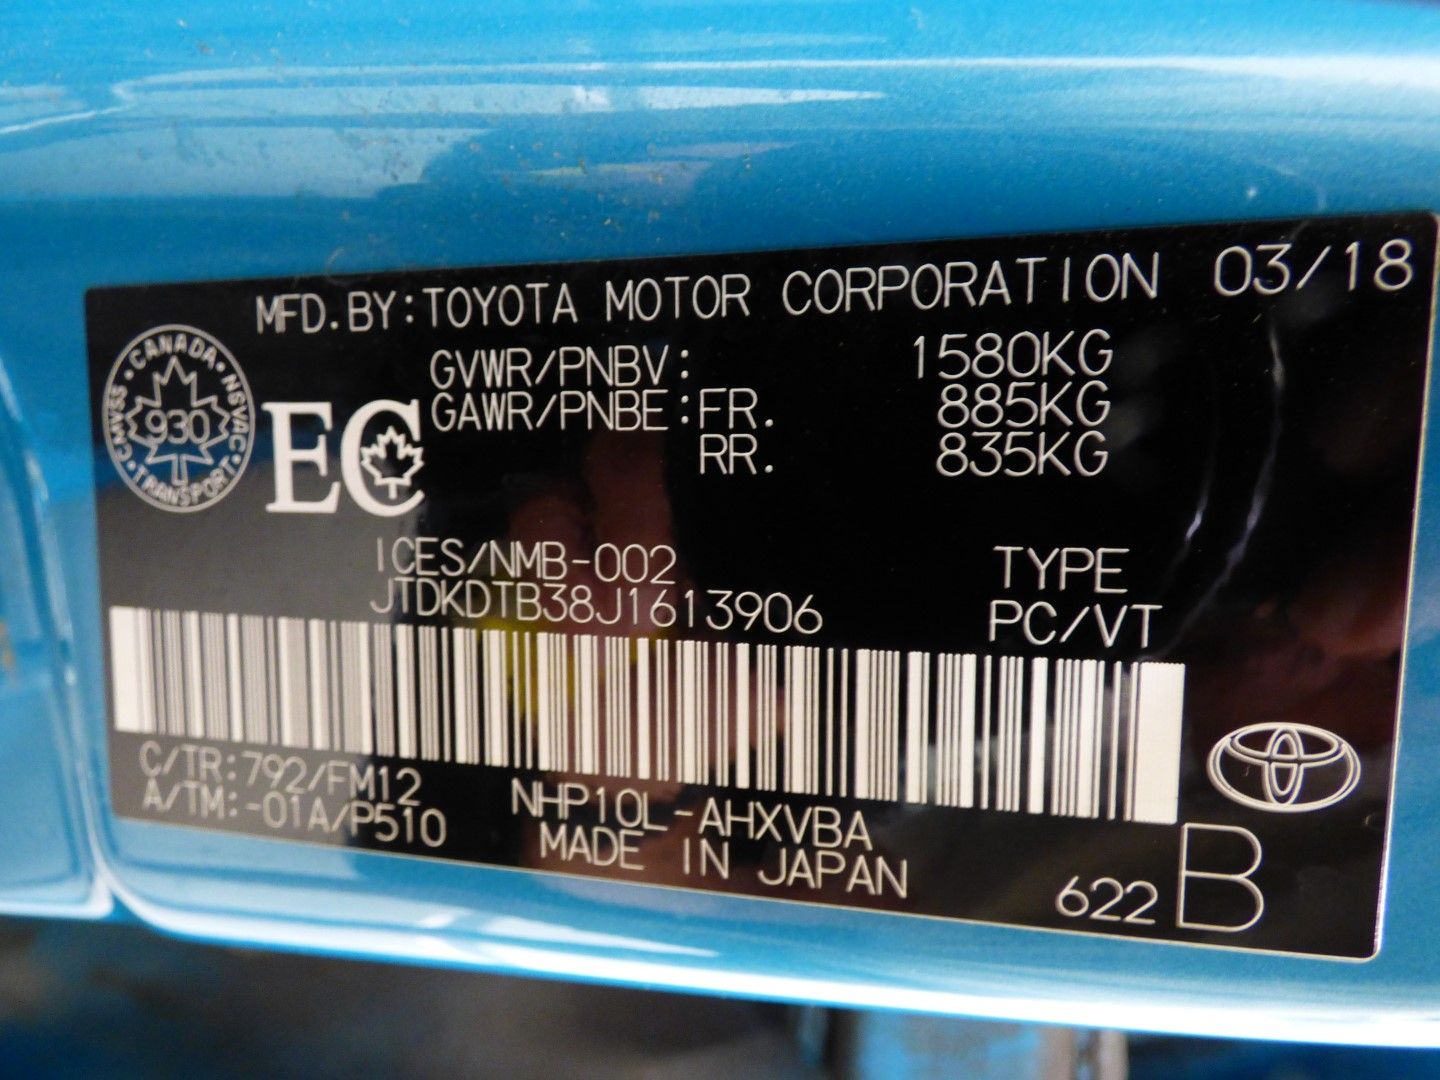 MFD.BY:TOYOTA MOTOR CORPORATION 03/18
GVWR/PNBV: 1580KG
GAWR/PNBE:FR. 885KG
RR. 835KG
CANADA · NSVAC · TRANSPORT · CMVSS ·
930
EC
ICES/NMB-002
JTDKDTB38J1613906
TYPE
PC/VT
C/TR:792/FM12
A/TM:-01A/P510
NHP10L-AHXVBA
MADE IN JAPAN
622 B